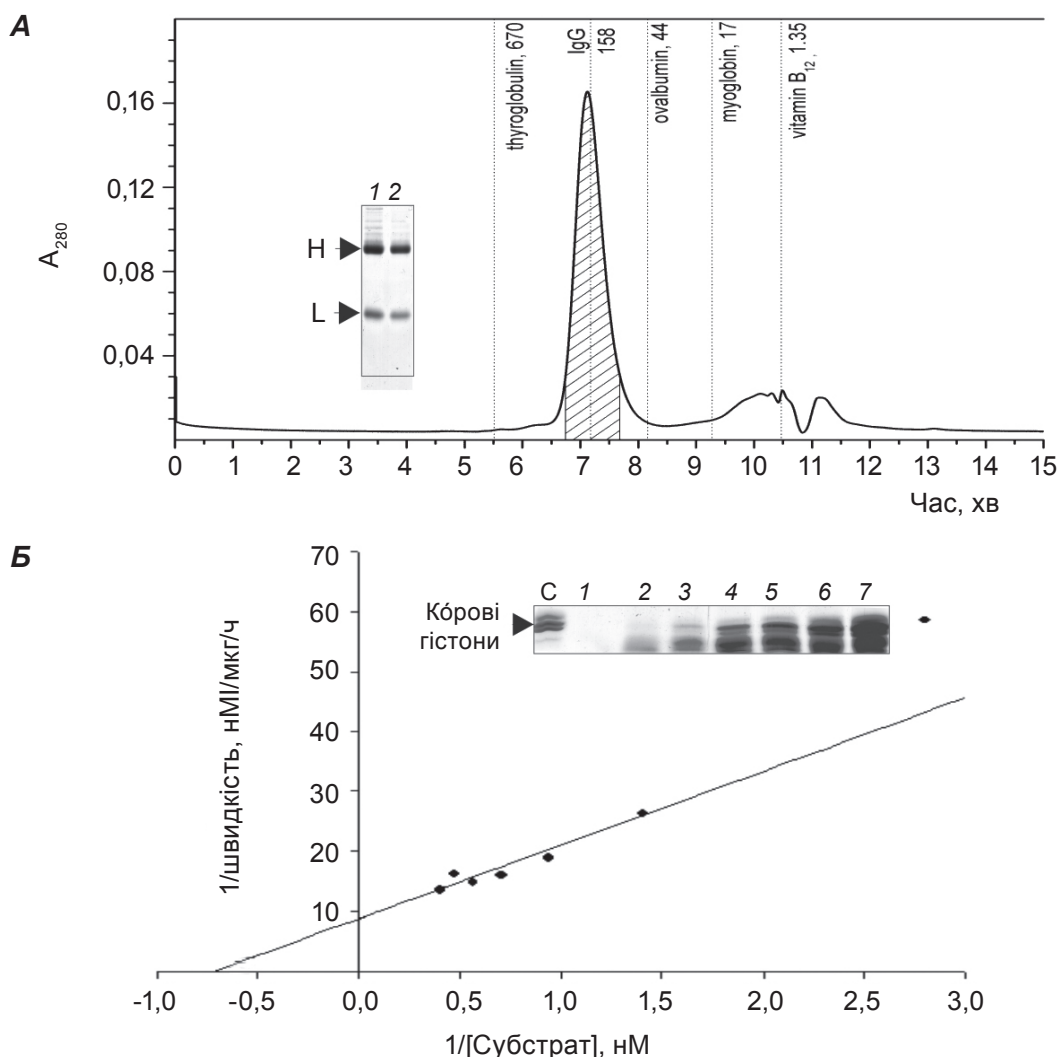 А
A280
0,16
0,12
0,08
0,04
thyroglobulin, 670
IgG
158
ovalbumin, 44
myoglobin, 17
vitamin B12, 1.35
1 2
H
L
0 1 2 3 4 5 6 7 8 9 10 11 12 13 14 15
Час, хв
Б
1/швидкість, нМІ/мкг/ч
70
60
50
40
30
20
10
Ко́рові
гістони
C 1 2 3 4 5 6 7
-1,0 -0,5 0,0 0,5 1,0 1,5 2,0 2,5 3,0
1/[Субстрат], нМ